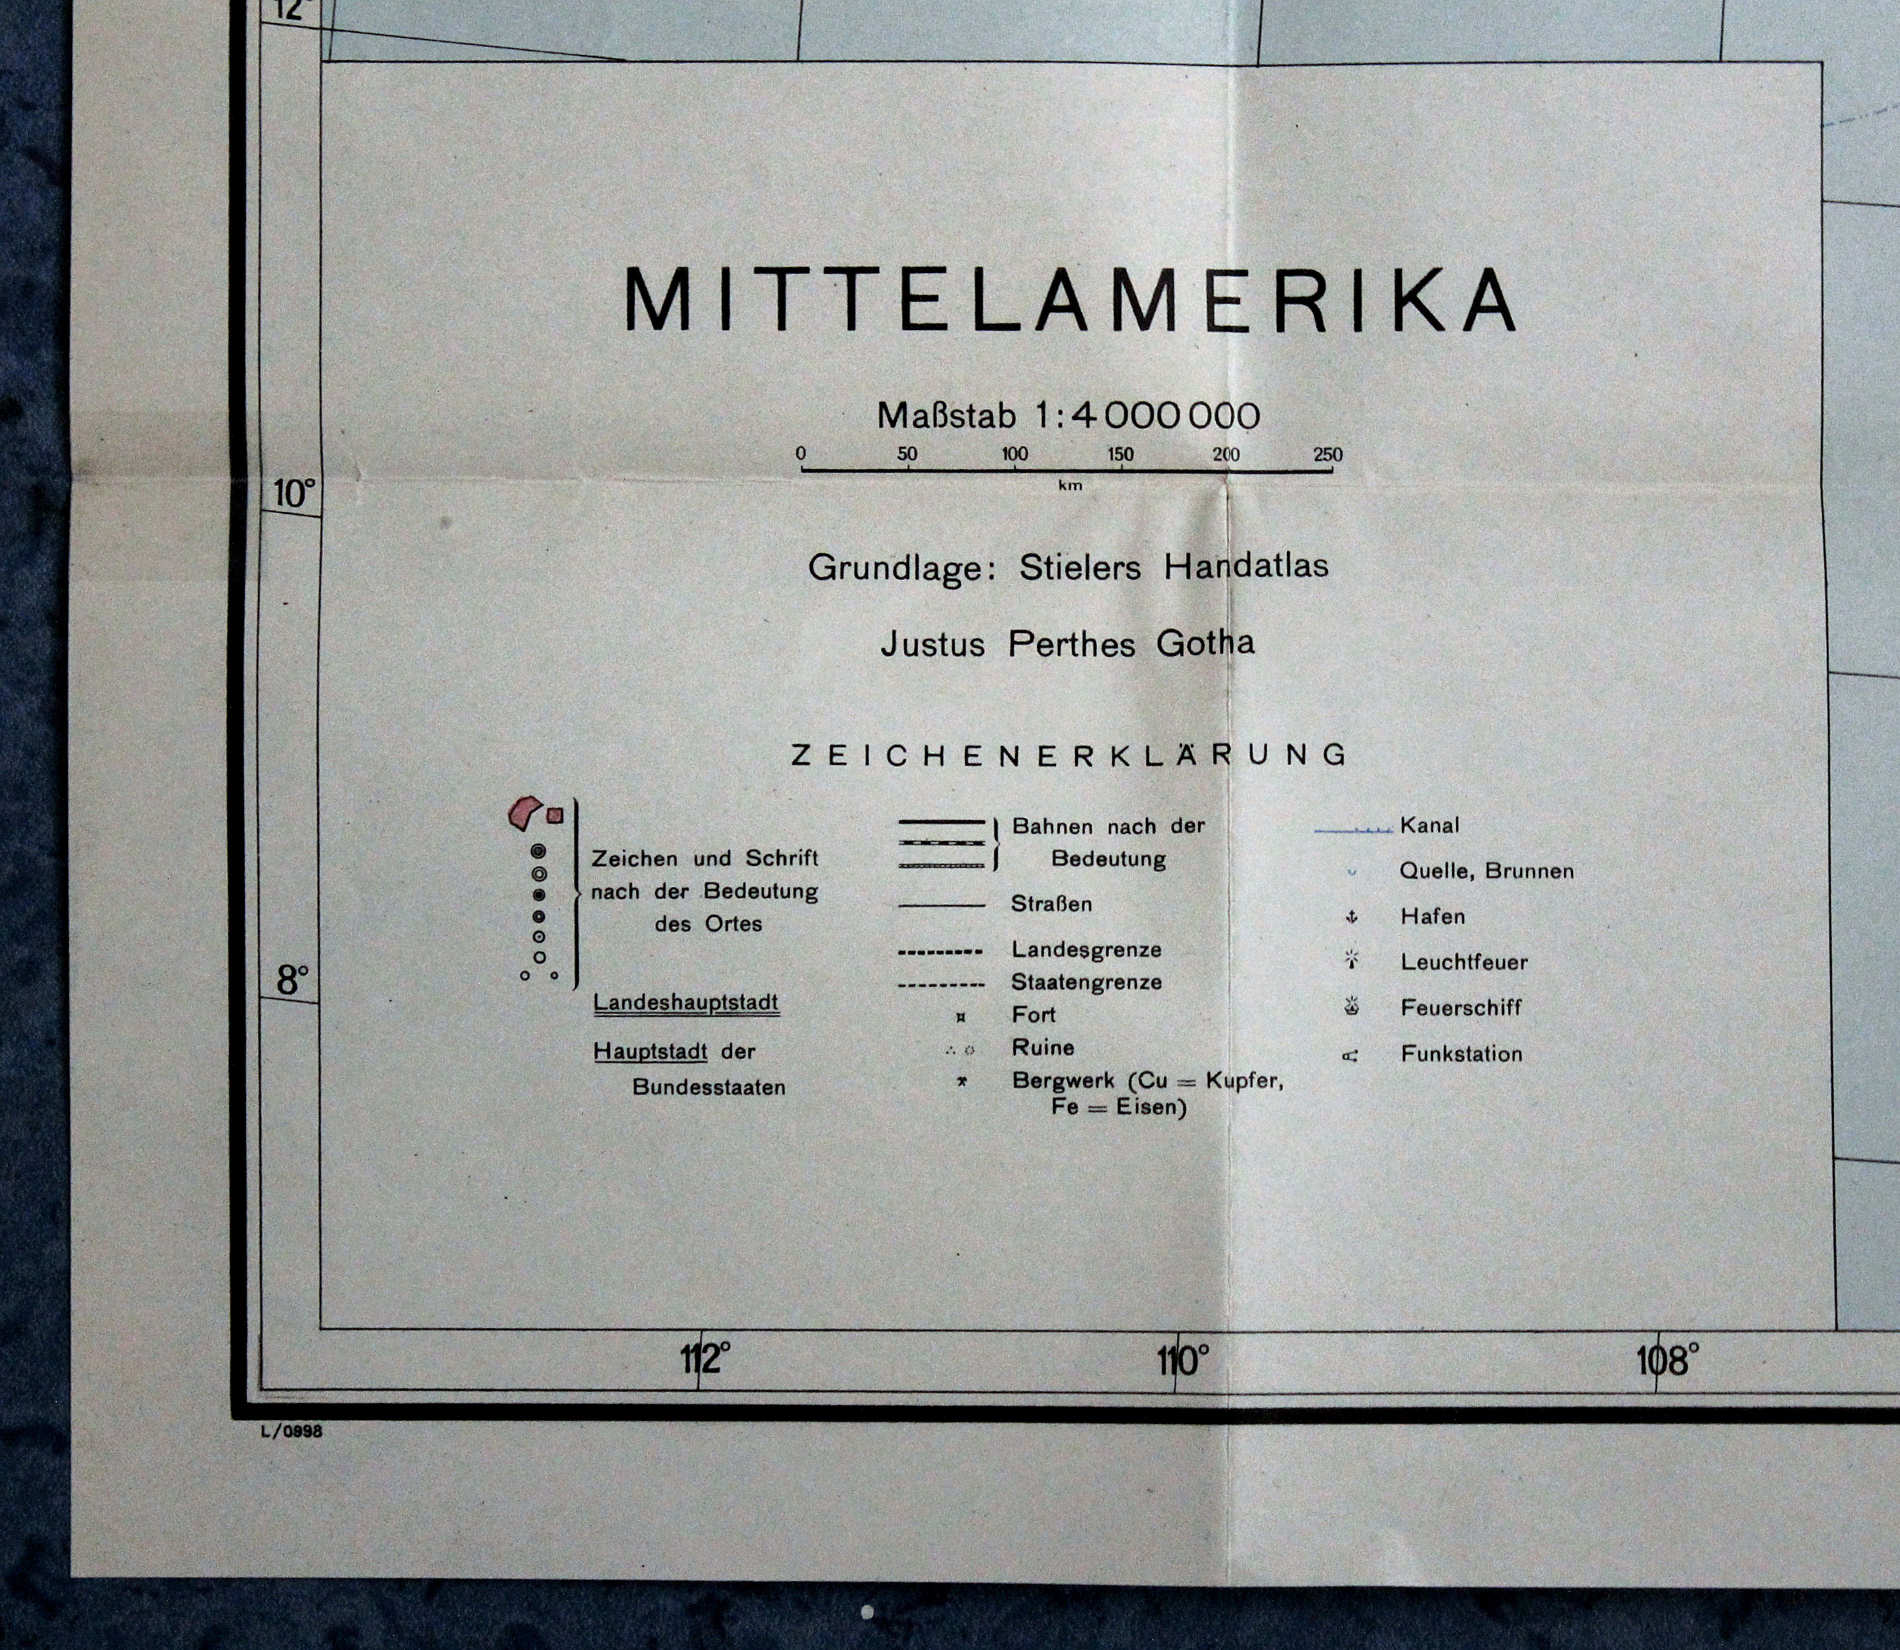 12°
MITTELAMERIKA
Maßstab 1:4 000 000
0 50 100 150 200 250
km
10°
Grundlage: Stielers Handatlas
Justus Perthes Gotha
ZEICHENERKLÄRUNG
Zeichen und Schrift
nach der Bedeutung
des Ortes
Landeshauptstadt
Hauptstadt der
Bundesstaaten
Bahnen nach der
Bedeutung
Straßen
Landesgrenze
Staatengrenze
Fort
Ruine
Bergwerk (Cu = Kupfer,
Fe = Eisen)
Kanal
Quelle, Brunnen
Hafen
Leuchtfeuer
Feuerschiff
Funkstation
8°
112° 110° 108°
L/0998